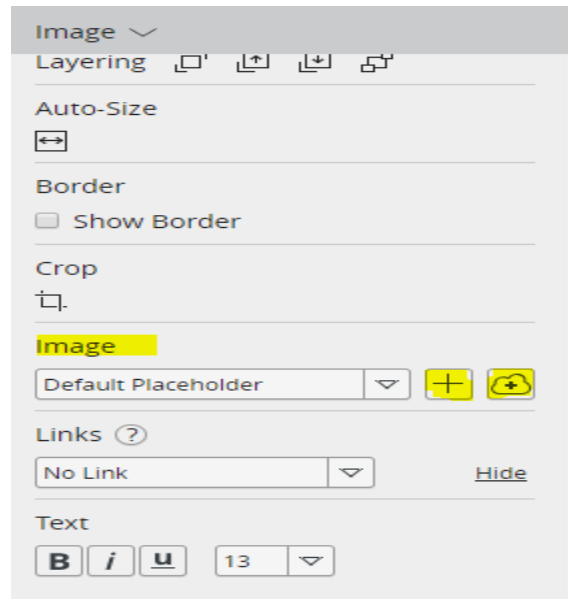 Image
Layering
Auto-Size
Border
Show Border
Crop
Image
Default Placeholder
Links ?
No Link Hide
Text
B i u 13